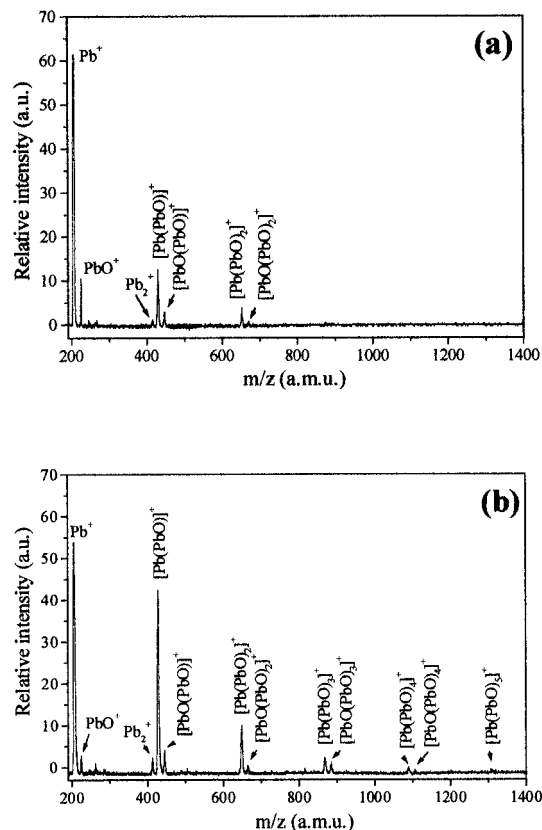 (a)
Relative intensity (a.u.)
70
60
50
40
30
20
10
0
Pb⁺
PbO⁺
Pb₂⁺
[Pb(PbO)]⁺
[PbO(PbO)]⁺
[Pb(PbO)₂]⁺
[PbO(PbO)₂]⁺
200 400 600 800 1000 1200 1400
m/z (a.m.u.)
(b)
Relative intensity (a.u.)
70
60
50
40
30
20
10
0
Pb⁺
PbO⁺
Pb₂⁺
[Pb(PbO)]⁺
[PbO(PbO)]⁺
[Pb(PbO)₂]⁺
[PbO(PbO)₂]⁺
[Pb(PbO)₃]⁺
[PbO(PbO)₃]⁺
[Pb(PbO)₄]⁺
[PbO(PbO)₄]⁺
[Pb(PbO)₅]⁺
200 400 600 800 1000 1200 1400
m/z (a.m.u.)